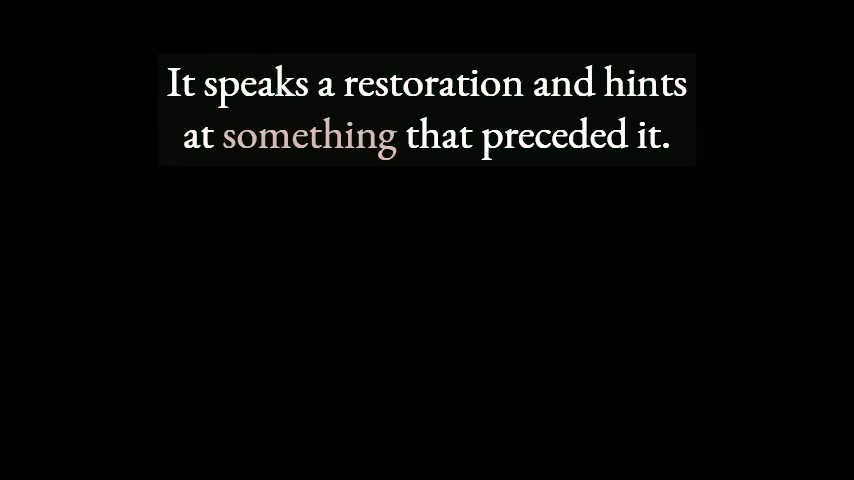 It speaks a restoration and hints
at something that preceded it.